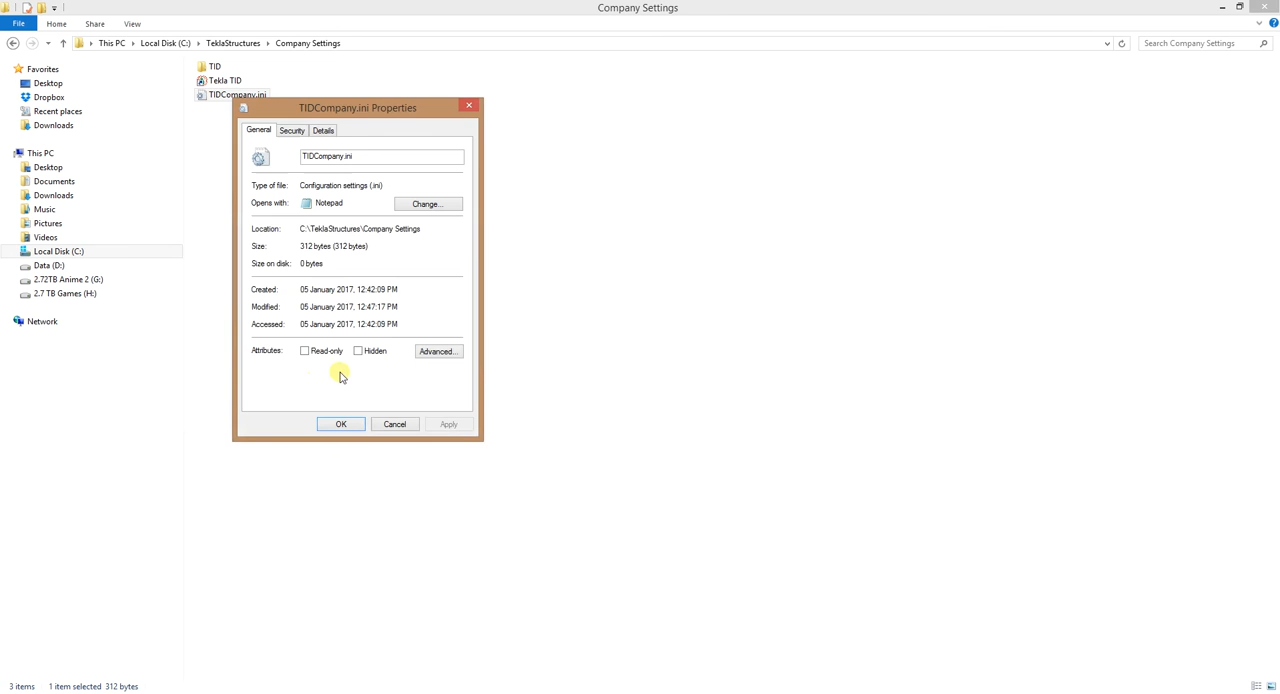 Company Settings
File Home Share View
This PC Local Disk (C:) TeklaStructures Company Settings
Search Company Settings
Favorites
Desktop
Dropbox
Recent places
Downloads
This PC
Desktop
Documents
Downloads
Music
Pictures
Videos
Local Disk (C:)
Data (D:)
2.72TB Anime 2 (G:)
2.7 TB Games (H:)
Network
TID
Tekla TID
TIDCompany.ini
TIDCompany.ini Properties
General Security Details
TIDCompany.ini
Type of file: Configuration settings (.ini)
Opens with: Notepad Change...
Location: C:\TeklaStructures\Company Settings
Size: 312 bytes (312 bytes)
Size on disk: 0 bytes
Created: 05 January 2017, 12:42:09 PM
Modified: 05 January 2017, 12:47:17 PM
Accessed: 05 January 2017, 12:42:09 PM
Attributes: Read-only Hidden Advanced...
OK Cancel Apply
3 items 1 item selected 312 bytes